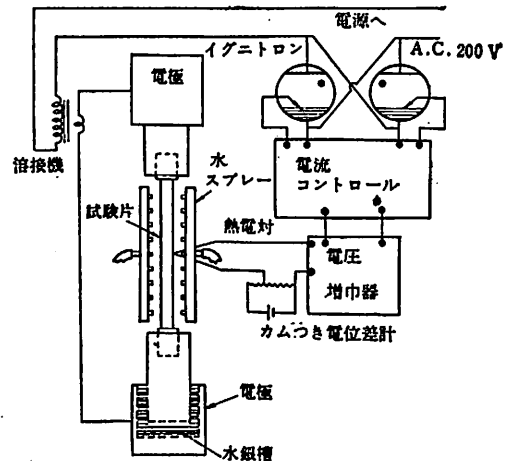 電源へ
イグニトロン
A.C. 200 V
電極
溶接機
水
スプレー
電流
コントロール
試験片
熱電対
電圧
増巾器
カムつき電位差計
電極
水銀槽